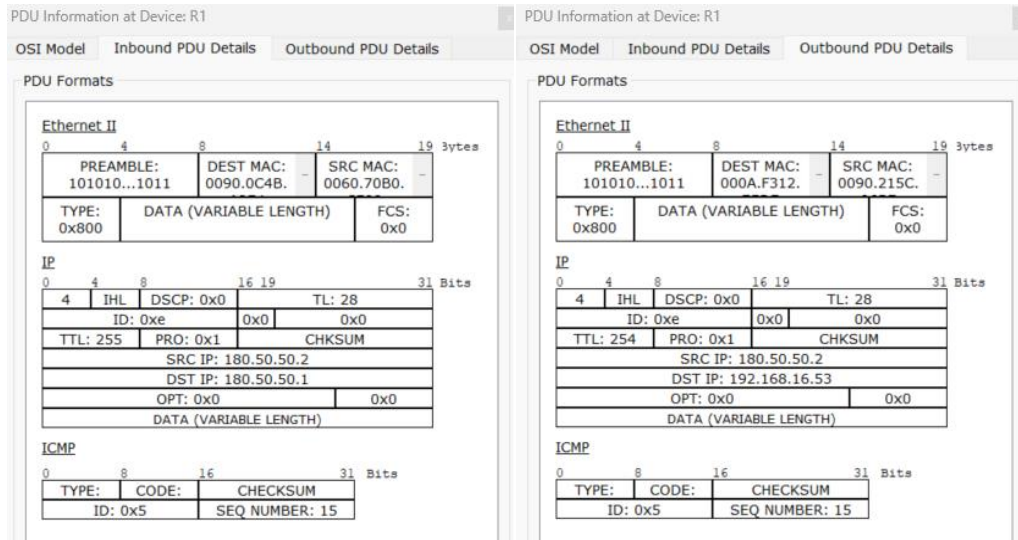 PDU Information at Device: R1
OSI Model Inbound PDU Details Outbound PDU Details
PDU Formats
Ethernet II
0 4 8 14 19 Bytes
PREAMBLE: DEST MAC: SRC MAC:
101010...1011 0090.0C4B. 0060.70B0.
TYPE: DATA (VARIABLE LENGTH) FCS:
0x800 0x0
IP
0 4 8 16 19 31 Bits
4 IHL DSCP: 0x0 TL: 28
ID: 0xe 0x0 0x0
TTL: 255 PRO: 0x1 CHKSUM
SRC IP: 180.50.50.2
DST IP: 180.50.50.1
OPT: 0x0 0x0
DATA (VARIABLE LENGTH)
ICMP
0 8 16 31 Bits
TYPE: CODE: CHECKSUM
ID: 0x5 SEQ NUMBER: 15
PDU Information at Device: R1
OSI Model Inbound PDU Details Outbound PDU Details
PDU Formats
Ethernet II
0 4 8 14 19 Bytes
PREAMBLE: DEST MAC: SRC MAC:
101010...1011 000A.F312. 0090.215C.
TYPE: DATA (VARIABLE LENGTH) FCS:
0x800 0x0
IP
0 4 8 16 19 31 Bits
4 IHL DSCP: 0x0 TL: 28
ID: 0xe 0x0 0x0
TTL: 254 PRO: 0x1 CHKSUM
SRC IP: 180.50.50.2
DST IP: 192.168.16.53
OPT: 0x0 0x0
DATA (VARIABLE LENGTH)
ICMP
0 8 16 31 Bits
TYPE: CODE: CHECKSUM
ID: 0x5 SEQ NUMBER: 15